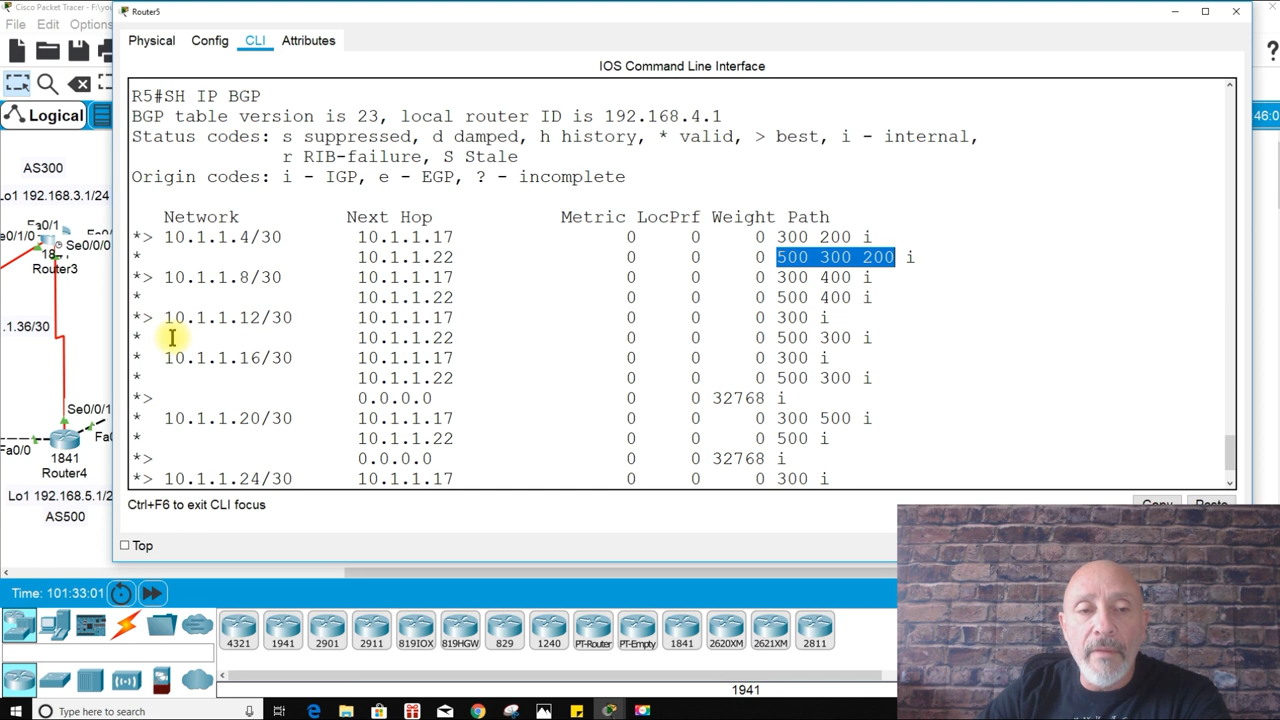 Cisco Packet Tracer - F:\you
Router5
File Edit Options
Physical Config CLI Attributes
IOS Command Line Interface
Logical
R5#SH IP BGP
BGP table version is 23, local router ID is 192.168.4.1
Status codes: s suppressed, d damped, h history, * valid, > best, i - internal,
r RIB-failure, S Stale
Origin codes: i - IGP, e - EGP, ? - incomplete
Network Next Hop Metric LocPrf Weight Path
*> 10.1.1.4/30 10.1.1.17 0 0 0 300 200 i
* 10.1.1.22 0 0 0 500 300 200 i
*> 10.1.1.8/30 10.1.1.17 0 0 0 300 400 i
* 10.1.1.22 0 0 0 500 400 i
*> 10.1.1.12/30 10.1.1.17 0 0 0 300 i
* 10.1.1.22 0 0 0 500 300 i
* 10.1.1.16/30 10.1.1.17 0 0 0 300 i
* 10.1.1.22 0 0 0 500 300 i
*> 0.0.0.0 0 0 32768 i
* 10.1.1.20/30 10.1.1.17 0 0 0 300 500 i
* 10.1.1.22 0 0 0 500 i
*> 0.0.0.0 0 0 32768 i
*> 10.1.1.24/30 10.1.1.17 0 0 0 300 i
Ctrl+F6 to exit CLI focus
Copy Paste
Top
46:0
AS300
Lo1 192.168.3.1/24
Fa0/1
e0/1/0
Se0/0/0
Router3
.1.36/30
Se0/0/1
Fa0/0
1841
Router4
Lo1 192.168.5.1/2
AS500
Time: 101:33:01
4321 1941 2901 2911 819IOX 819HGW 829 1240 PT-Router PT-Empty 1841 2620XM 2621XM 2811
1941
Type here to search